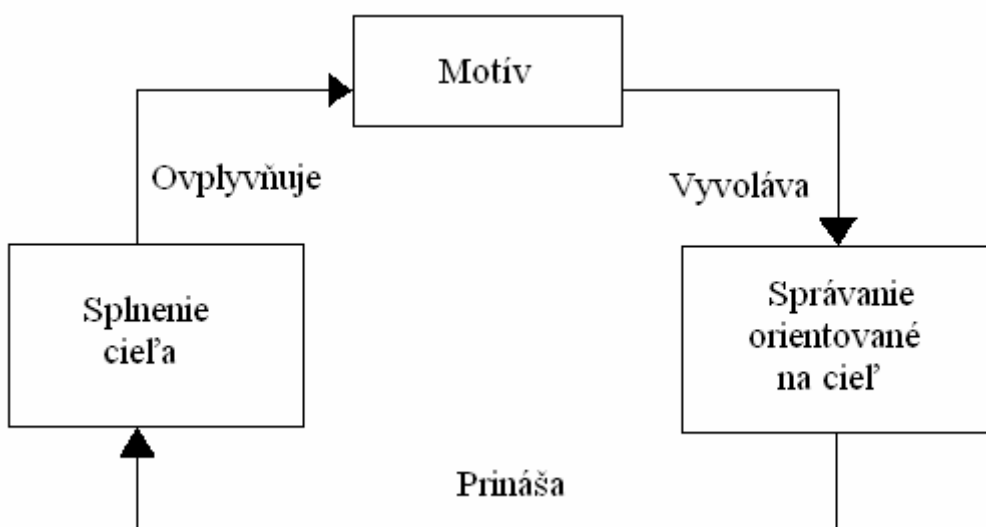 Motív
Ovplyvňuje
Vyvoláva
Splnenie
cieľa
Správanie
orientované
na cieľ
Prináša